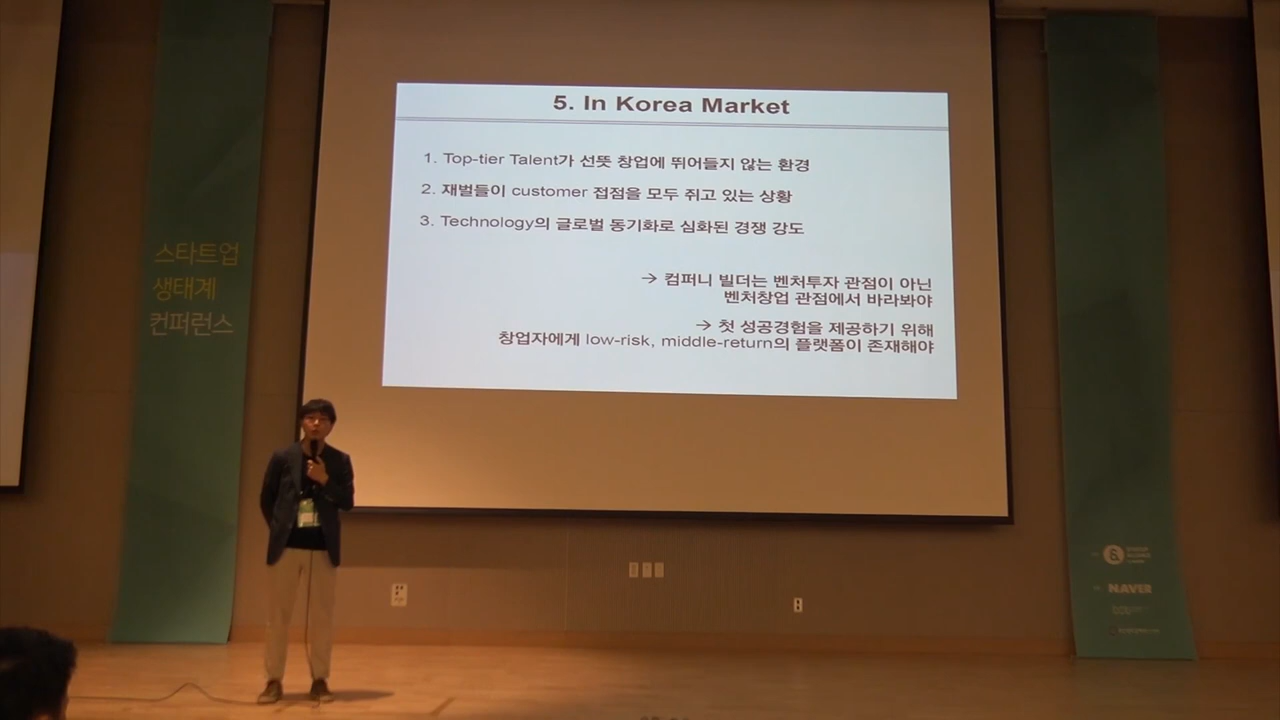 5. In Korea Market
1. Top-tier Talent가 선뜻 창업에 뛰어들지 않는 환경
2. 재벌들이 customer 접점을 모두 쥐고 있는 상황
3. Technology의 글로벌 동기화로 심화된 경쟁 강도
→ 컴퍼니 빌더는 벤처투자 관점이 아닌
벤처창업 관점에서 바라봐야
→ 첫 성공경험을 제공하기 위해
창업자에게 low-risk, middle-return의 플랫폼이 존재해야
스타트업
생태계
컨퍼런스
NAVER